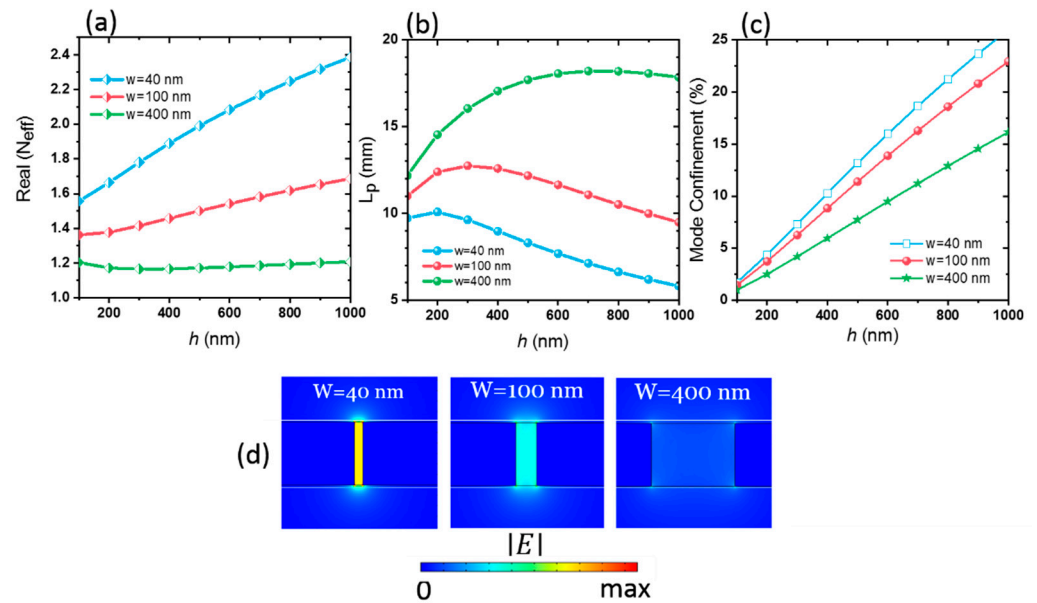 (a)
Real (N_eff)
2.4
2.2
2.0
1.8
1.6
1.4
1.2
1.0
w=40 nm
w=100 nm
w=400 nm
200 400 600 800 1000
h (nm)
(b)
Lp (mm)
20
15
10
5
w=40 nm
w=100 nm
w=400 nm
200 400 600 800 1000
h (nm)
(c)
Mode Confinement (%)
25
20
15
10
5
0
w=40 nm
w=100 nm
w=400 nm
200 400 600 800 1000
h (nm)
(d)
W=40 nm
W=100 nm
W=400 nm
|E|
0 max